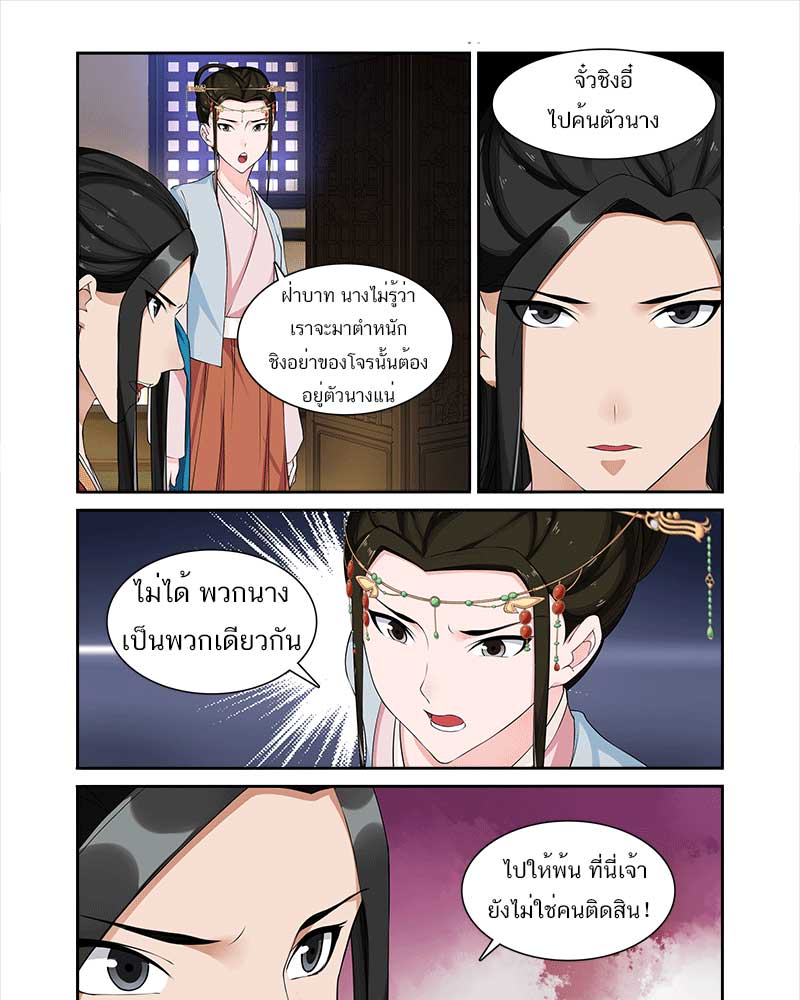 ฝ่าบาท นางไม่รู้ว่า
เราจะมาตำหนัก
ชิงอย่าของโจรนั้นต้อง
อยู่ตัวนางแน่
จั๋วชิงอี๋
ไปค้นตัวนาง
ไม่ได้ พวกนาง
เป็นพวกเดียวกัน
ไปให้พ้น ที่นี่เจ้า
ยังไม่ใช่คนติดสิน!